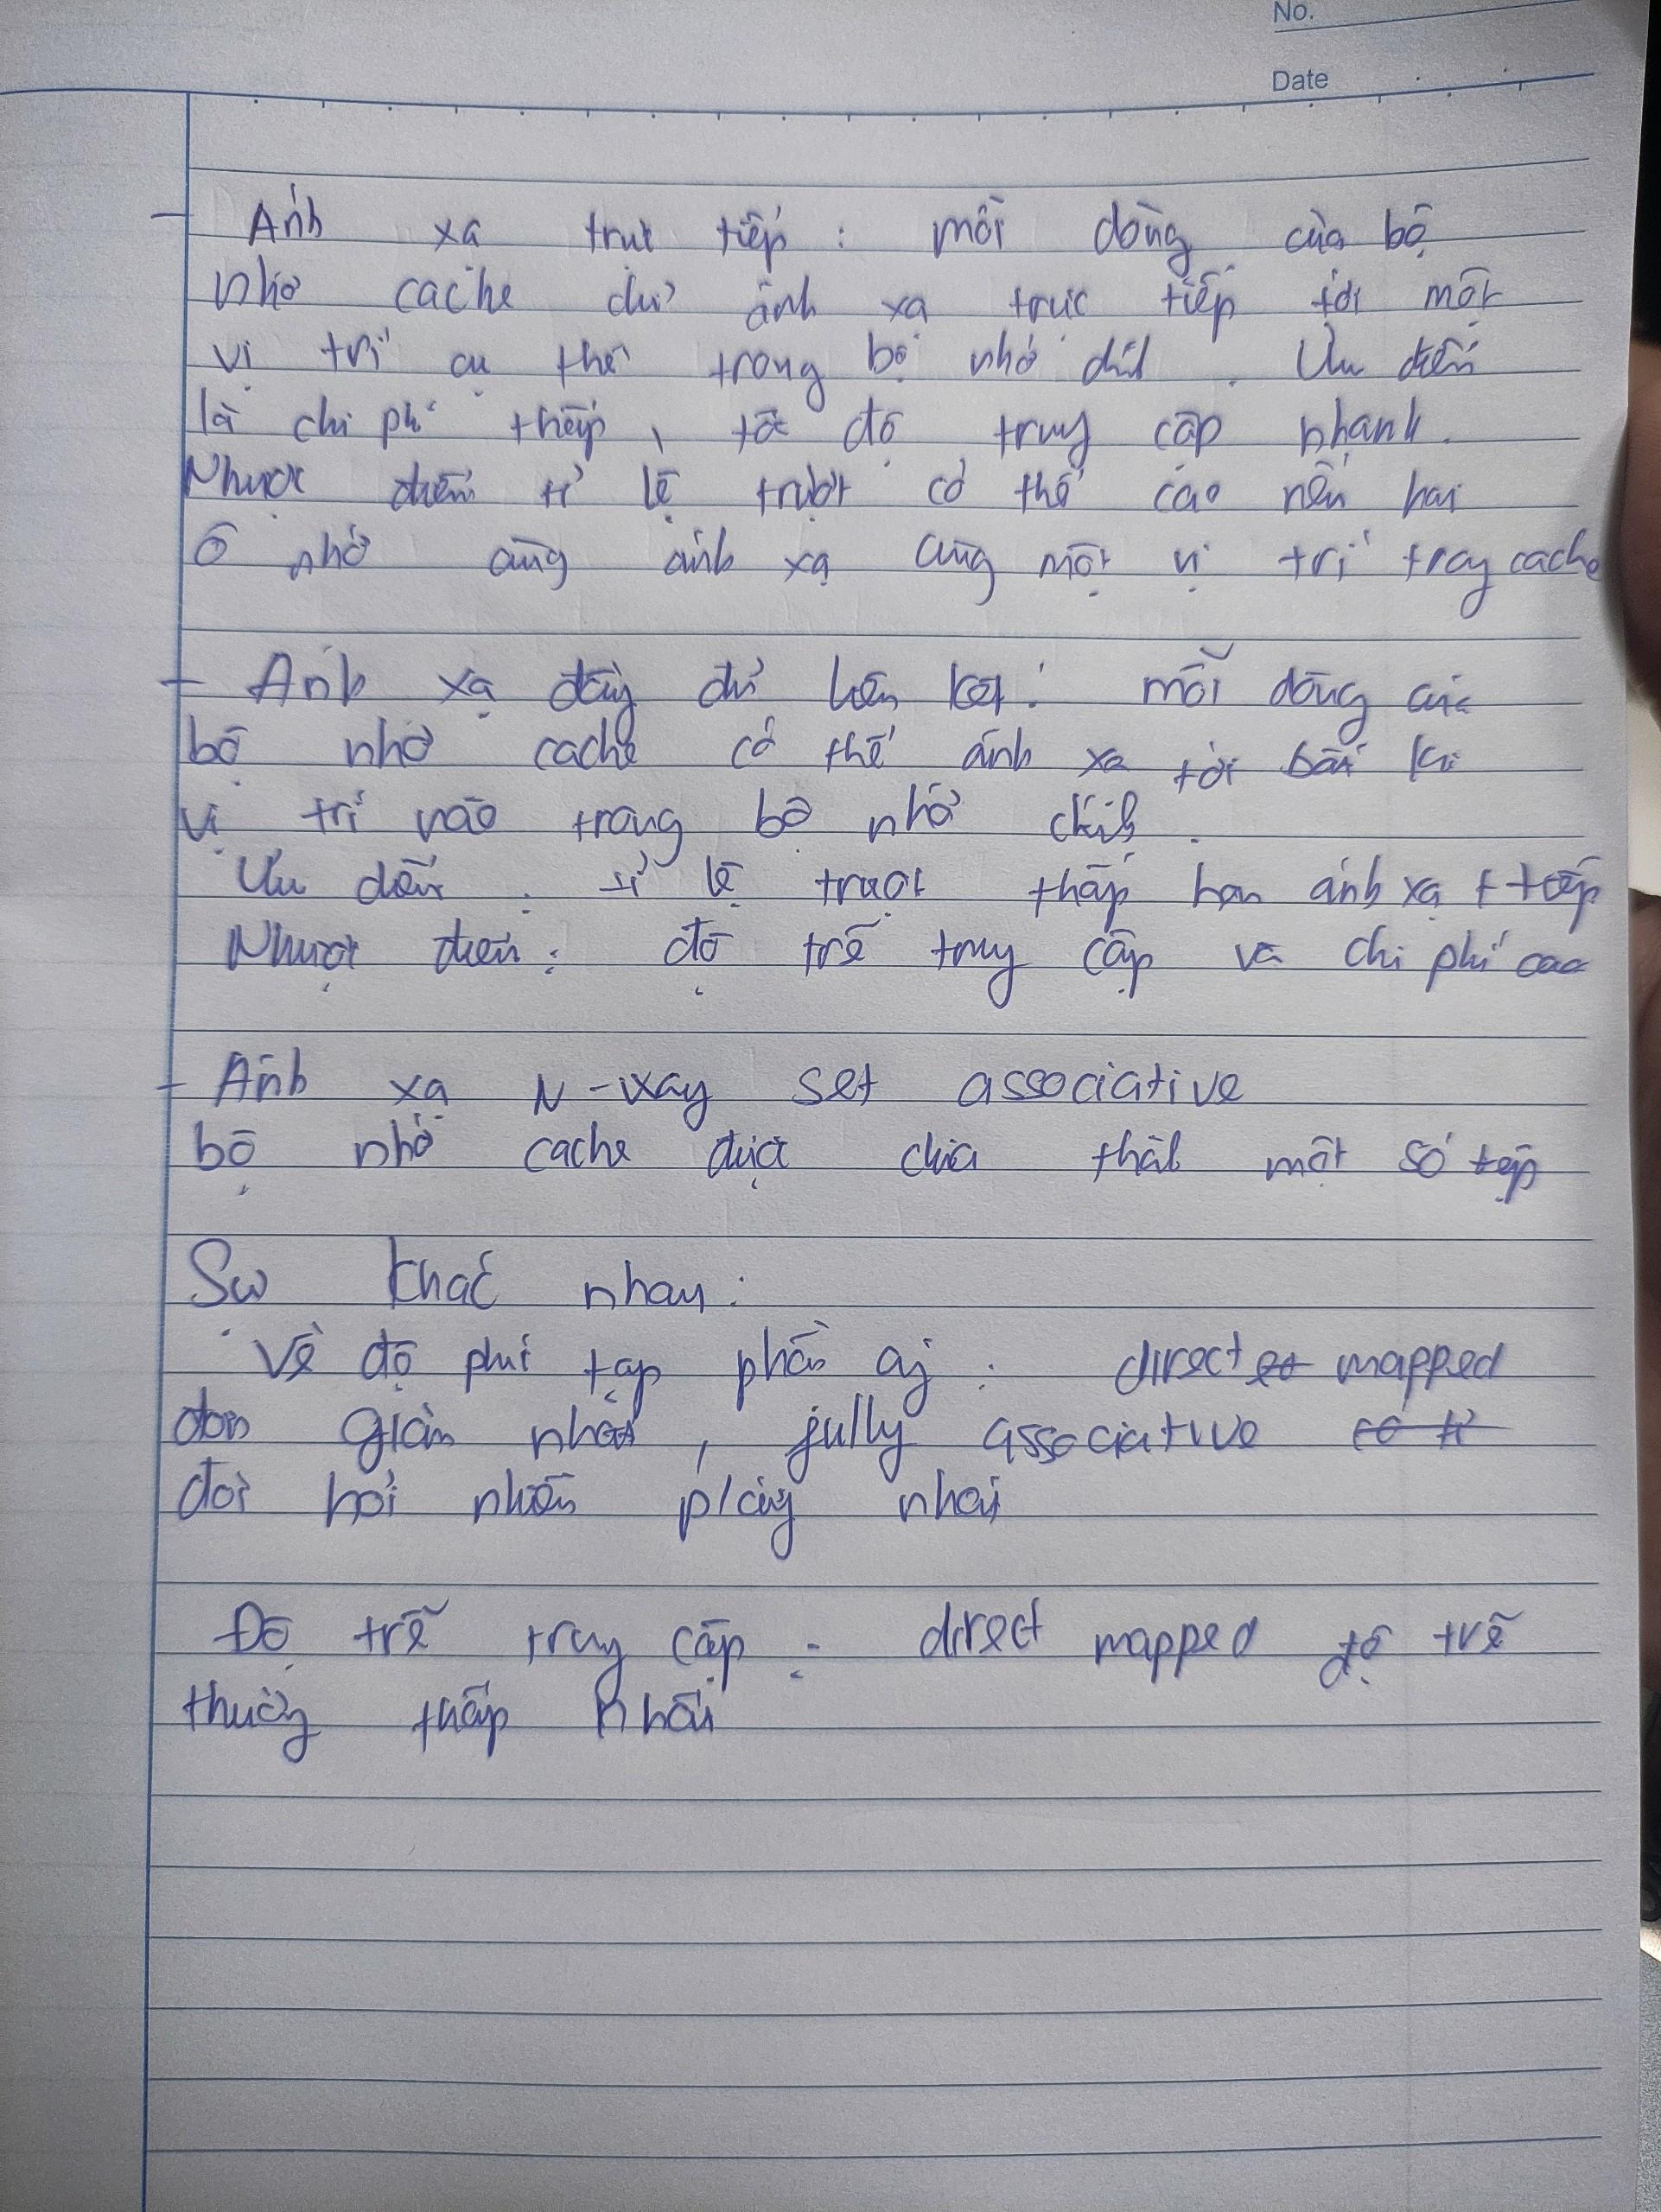 No.
Date
- Ánh xạ trực tiếp : mỗi dòng của bộ
nhớ cache chỉ ánh xạ trực tiếp tới một
vị trí cụ thể trong bộ nhớ chính . Ưu điểm
là chi phí thấp , tốc độ truy cập nhanh.
Nhược điểm tỉ lệ trượt có thể cao nếu hai
ô nhớ cùng ánh xạ cùng một vị trí trong cache
- Ánh xạ đầy đủ liên kết : mỗi dòng của
bộ nhớ cache có thể ánh xạ tới bất kì
vị trí nào trong bộ nhớ chính .
Ưu điểm : tỉ lệ trượt thấp hơn ánh xạ t tiếp
Nhược điểm : độ trễ truy cập và chi phí cao
- Ánh xạ N-way set associative
bộ nhớ cache được chia thành một số tệp
Sự khác nhau :
Về độ phức tạp phần cứng : direct mapped
đơn giản nhất , fully associative
đòi hỏi nhiều p/cứng nhất
Độ trễ truy cập : direct mapped độ trễ
thường thấp nhất